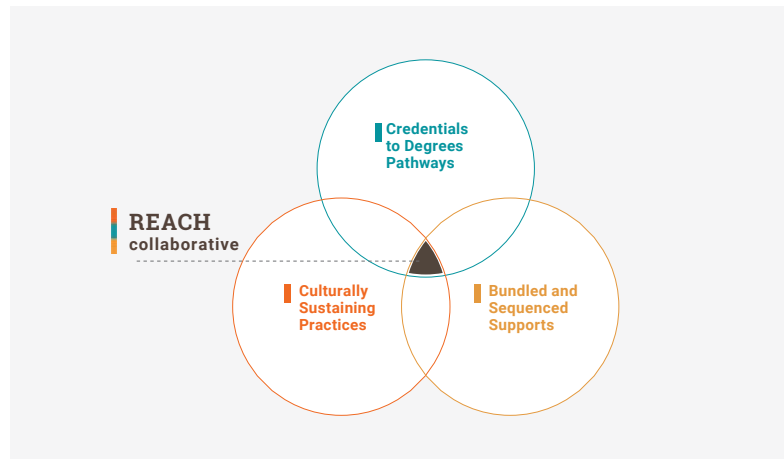 Credentials
to Degrees
Pathways
REACH
collaborative
Culturally
Sustaining
Practices
Bundled and
Sequenced
Supports